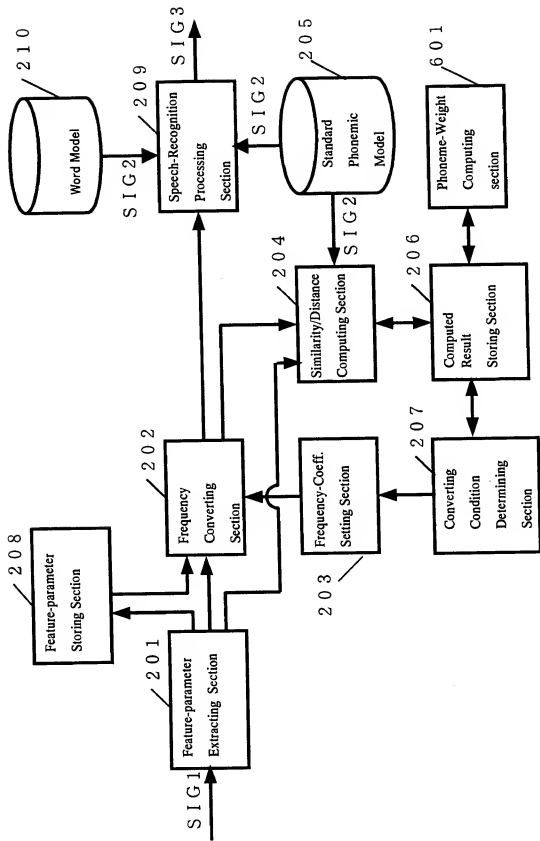 210
Word Model
SIG2
SIG3
209
Speech-Recognition
Processing
Section
SIG2
205
Standard
Phonemic
Model
SIG2
208
Feature-parameter
Storing Section
202
Frequency
Converting
Section
204
Similarity/Distance
Computing Section
601
Phoneme-Weight
Computing
section
SIG1
201
Feature-parameter
Extracting Section
203
Frequency-Coeff.
Setting Section
206
Computed
Result
Storing Section
207
Converting
Condition
Determining
Section